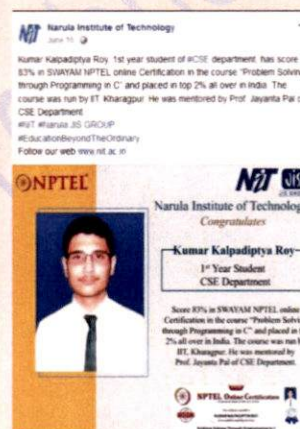 Narula Institute of Technology
June 19
Kumar Kalpadiptya Roy 1st year student of #CSE department has score
83% in SWAYAM NPTEL online Certification in the course "Problem Solvin
through Programming in C" and placed in top 2% all over in India. The
course was run by IIT Kharagpur. He was mentored by Prof Jayanta Pal o
CSE Department
#NIT #Narula JIS GROUP
#EducationBeyondTheOrdinary
Follow our web www.nit.ac.in
NPTEL
NiT
JIS
Narula Institute of Technolog
Congratulates
Kumar Kalpadiptya Roy
1st Year Student
CSE Department
Score 83% in SWAYAM NPTEL online
Certification in the course "Problem Solvi
through Programming in C" and placed in t
2% all over in India. The course was run b
IIT, Kharagpur. He was mentored by
Prof. Jayanta Pal of CSE Department.
NPTEL Online Certification